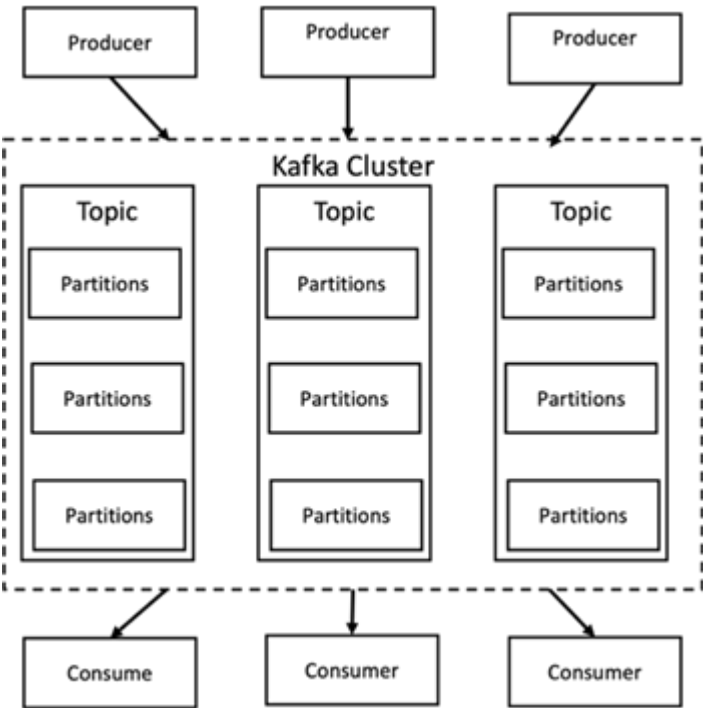 Producer
Producer
Producer
Kafka Cluster
Topic
Topic
Topic
Partitions
Partitions
Partitions
Partitions
Partitions
Partitions
Partitions
Partitions
Partitions
Consume
Consumer
Consumer